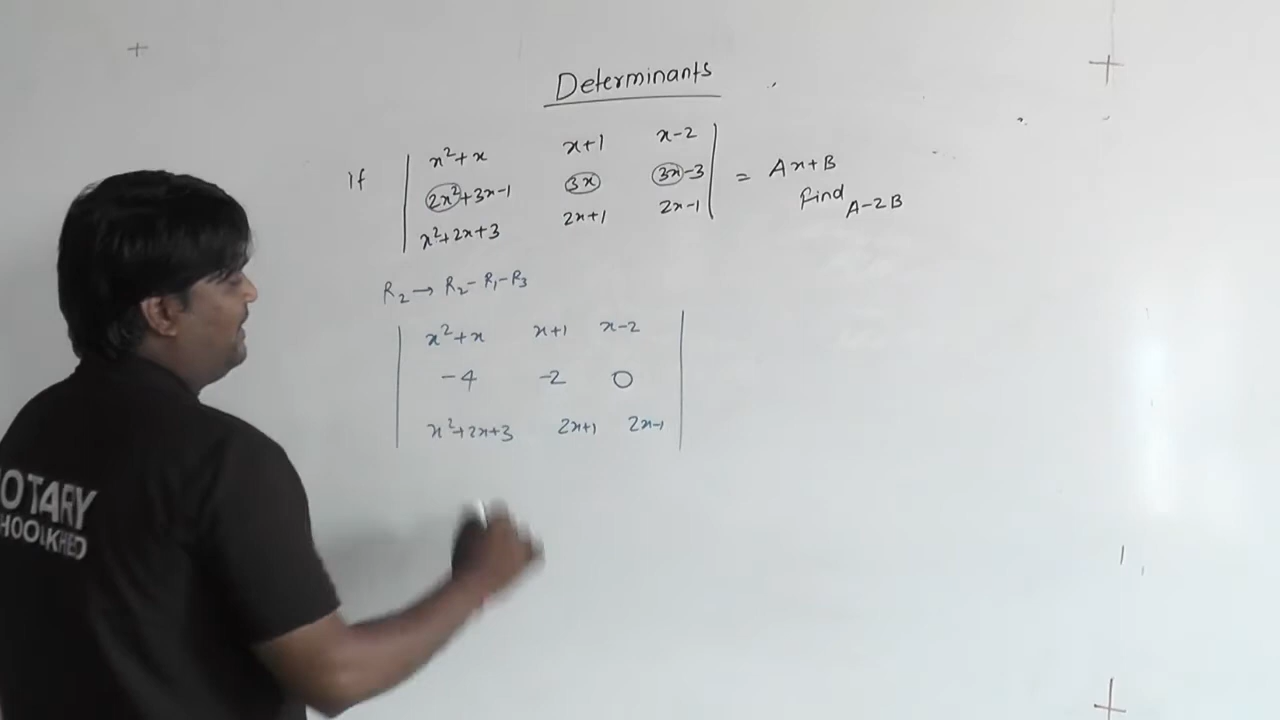 Determinants
If | x²+x x+1 x-2 |
| 2x²+3x-1 3x 3x-3 | = Ax+B
| x²+2x+3 2x+1 2x-1 | find A-2B
R₂ → R₂-R₁-R₃
| x²+x x+1 x-2 |
| -4 -2 0 |
| x²+2x+3 2x+1 2x-1 |
OTARY